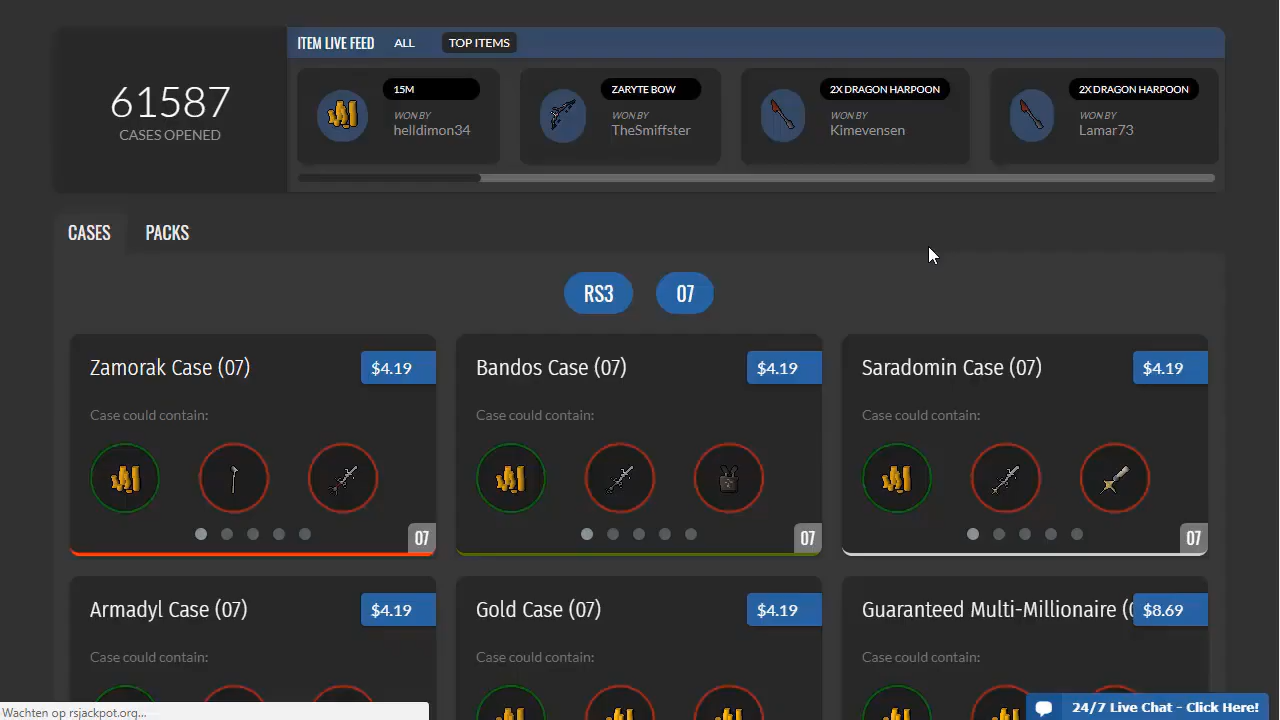 61587
CASES OPENED
ITEM LIVE FEED ALL TOP ITEMS
15M
WON BY
helldimon34
ZARYTE BOW
WON BY
TheSmiffster
2X DRAGON HARPOON
WON BY
Kimevensen
2X DRAGON HARPOON
WON BY
Lamar73
CASES PACKS
RS3 07
Zamorak Case (07) $4.19
Case could contain:
07
Bandos Case (07) $4.19
Case could contain:
07
Saradomin Case (07) $4.19
Case could contain:
07
Armadyl Case (07) $4.19
Case could contain:
Gold Case (07) $4.19
Case could contain:
Guaranteed Multi-Millionaire ( $8.69
Case could contain:
Wachten op rsjackpot.org...
24/7 Live Chat - Click Here!